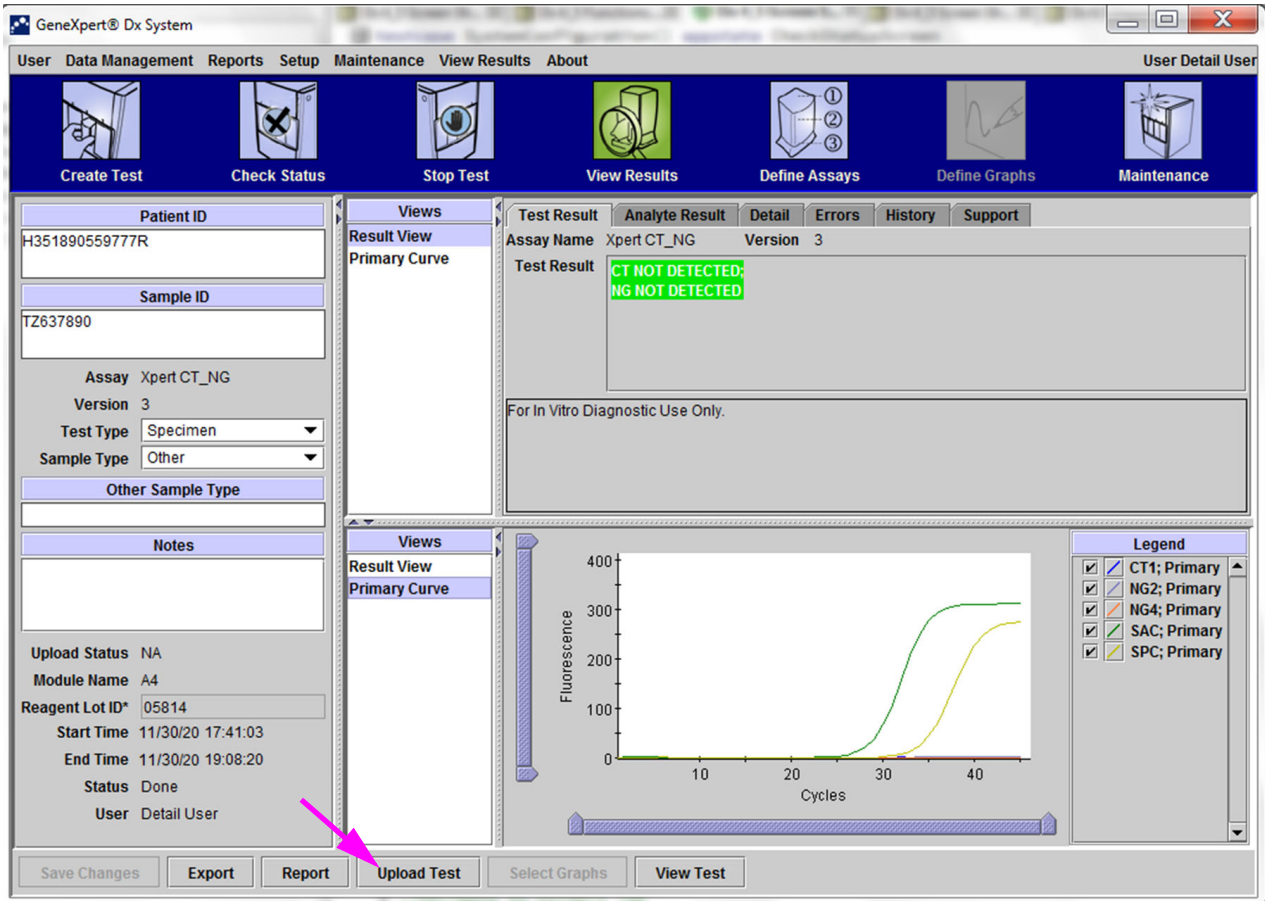 GeneXpert® Dx System
User Data Management Reports Setup Maintenance View Results About User Detail User
① ② ③
Create Test Check Status Stop Test View Results Define Assays Define Graphs Maintenance
Patient ID
H351890559777R
Sample ID
TZ637890
Assay Xpert CT_NG
Version 3
Test Type Specimen
Sample Type Other
Other Sample Type
Notes
Upload Status NA
Module Name A4
Reagent Lot ID* 05814
Start Time 11/30/20 17:41:03
End Time 11/30/20 19:08:20
Status Done
User Detail User
Views
Result View
Primary Curve
Test Result Analyte Result Detail Errors History Support
Assay Name Xpert CT_NG Version 3
Test Result CT NOT DETECTED;
NG NOT DETECTED
For In Vitro Diagnostic Use Only.
Views
Result View
Primary Curve
400
300
200
100
0
Fluorescence
10 20 30 40
Cycles
Legend
CT1; Primary
NG2; Primary
NG4; Primary
SAC; Primary
SPC; Primary
Save Changes Export Report Upload Test Select Graphs View Test